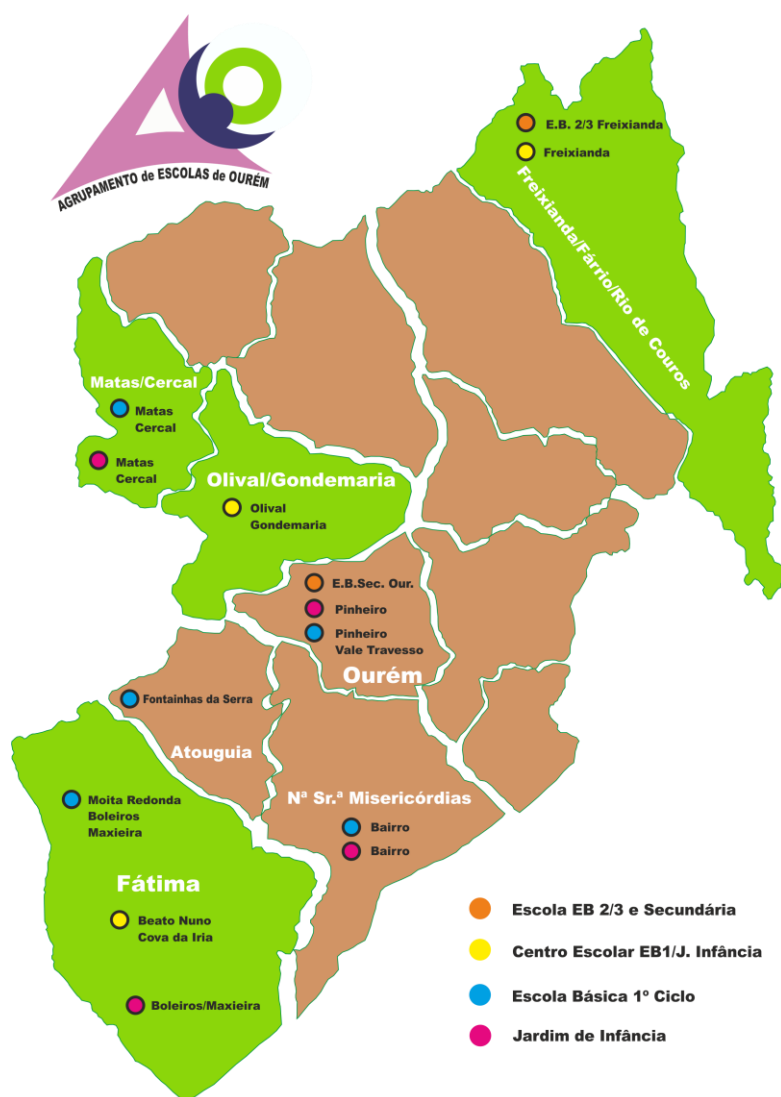 AGRUPAMENTO de ESCOLAS de OURÉM
E.B. 2/3 Freixianda
Freixianda
Freixianda/Fárrio/Rio de Couros
Matas/Cercal
Matas
Cercal
Matas
Cercal
Olival/Gondemaria
Olival
Gondemaria
E.B.Sec. Our.
Pinheiro
Pinheiro
Vale Travesso
Ourém
Fontainhas da Serra
Atouguia
Nª Sr.ª Misericórdias
Bairro
Bairro
Moita Redonda
Boleiros
Maxieira
Fátima
Beato Nuno
Cova da Iria
Boleiros/Maxieira
Escola EB 2/3 e Secundária
Centro Escolar EB1/J. Infância
Escola Básica 1º Ciclo
Jardim de Infância